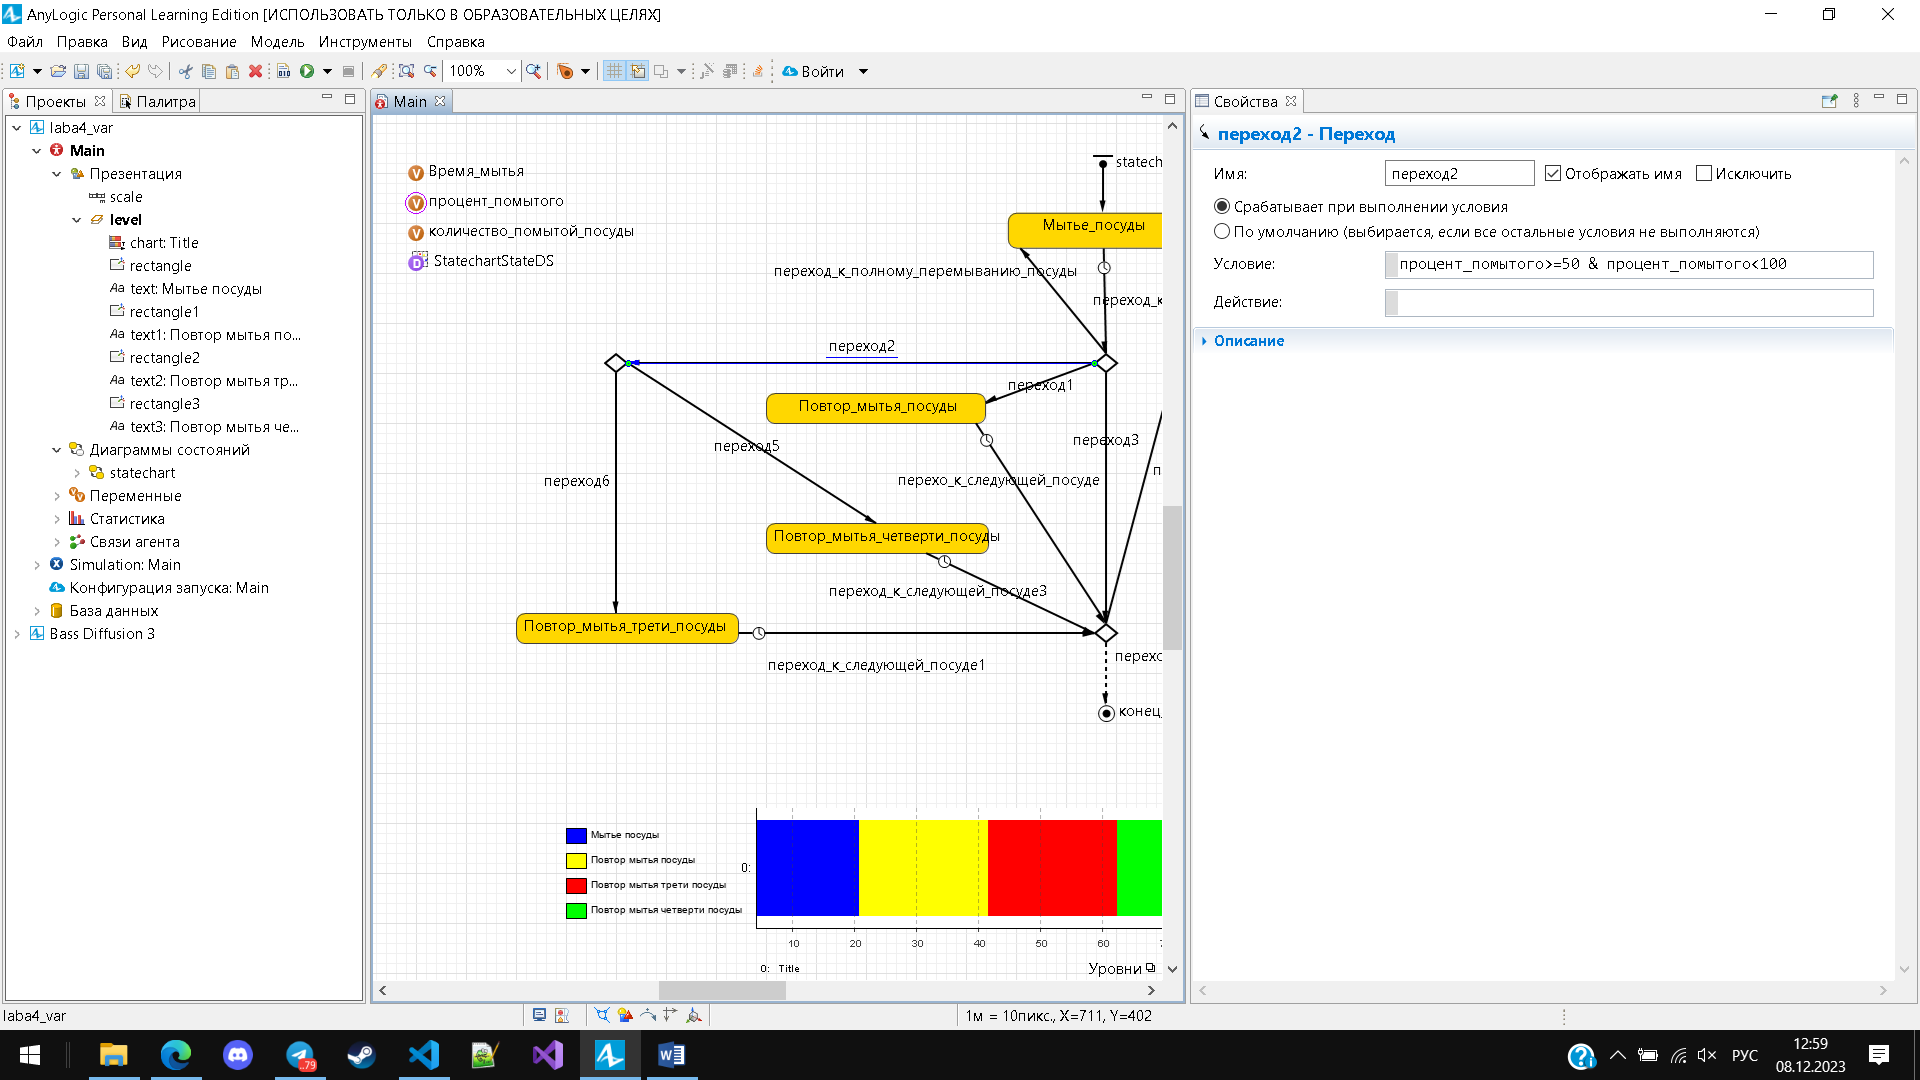 AnyLogic Personal Learning Edition [ИСПОЛЬЗОВАТЬ ТОЛЬКО В ОБРАЗОВАТЕЛЬНЫХ ЦЕЛЯХ]
Файл Правка Вид Рисование Модель Инструменты Справка
100% Войти
Проекты Палитра
laba4_var
Main
Презентация
scale
level
chart: Title
rectangle
text: Мытье посуды
rectangle1
text1: Повтор мытья по...
rectangle2
text2: Повтор мытья тр...
rectangle3
text3: Повтор мытья че...
Диаграммы состояний
statechart
Переменные
Статистика
Связи агента
Simulation: Main
Конфигурация запуска: Main
База данных
Bass Diffusion 3
Main
Время_мытья
процент_помытого
количество_помытой_посуды
StatechartStateDS
statech
Мытье_посуды
переход_к_полному_перемыванию_посуды
переход_к
переход2
переход1
Повтор_мытья_посуды
переход5
переход3
п
переход6
перехо_к_следующей_посуде
Повтор_мытья_четверти_посуды
переход_к_следующей_посуде3
Повтор_мытья_трети_посуды
переход_к_следующей_посуде1
перехо
конец_
Мытье посуды
Повтор мытья посуды
Повтор мытья трети посуды
Повтор мытья четверти посуды
0:
10 20 30 40 50 60 7
0: Title
Уровни
Свойства
переход2 - Переход
Имя: переход2 Отображать имя Исключить
Срабатывает при выполнении условия
По умолчанию (выбирается, если все остальные условия не выполняются)
Условие: процент_помытого>=50 & процент_помытого<100
Действие:
Описание
laba4_var
1м = 10пикс., X=711, Y=402
79
РУС
12:59
08.12.2023